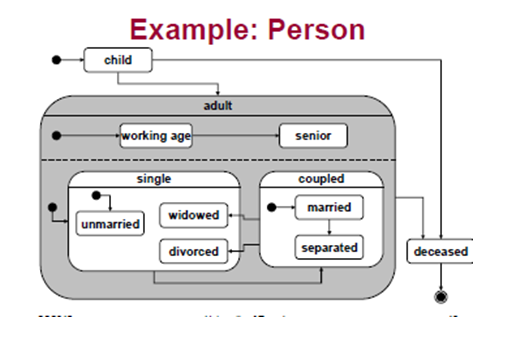 Example: Person
child
adult
working age
senior
single
coupled
unmarried
widowed
divorced
married
separated
deceased